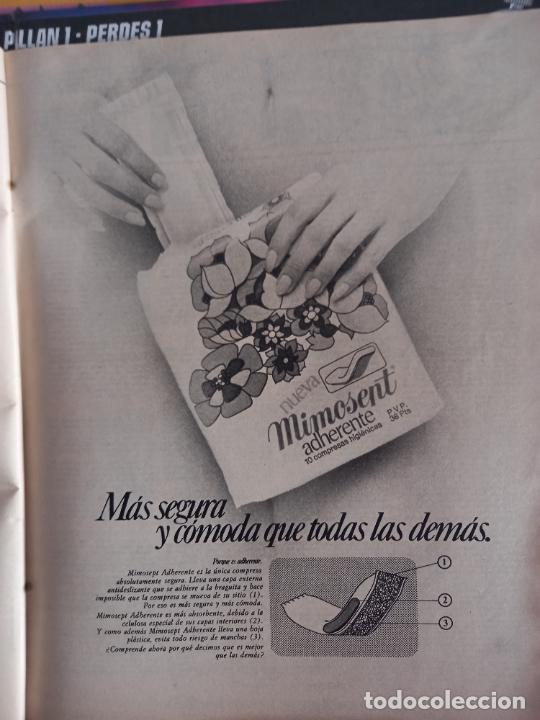 PILLAN 1 - PERDES 1
nueva
Mimosept
adherente
10 compresas higiénicas
P.V.P.
36 Pts
Más segura
y cómoda que todas las demás.
Porque es adherente.
Mimosept Adherente es la única compresa
absolutamente segura. Lleva una capa externa
antideslizante que se adhiere a la braguita y hace
imposible que la compresa se mueva de su sitio (1).
Por eso es más segura y más cómoda.
Mimosept Adherente es más absorbente, debido a la
celulosa especial de sus capas interiores (2).
Y como además Mimosept Adherente lleva una hoja
plástica, evita todo riesgo de manchas (3).
¿Comprende ahora por qué decimos que es mejor
que las demás?
1
2
3
todocoleccion.net